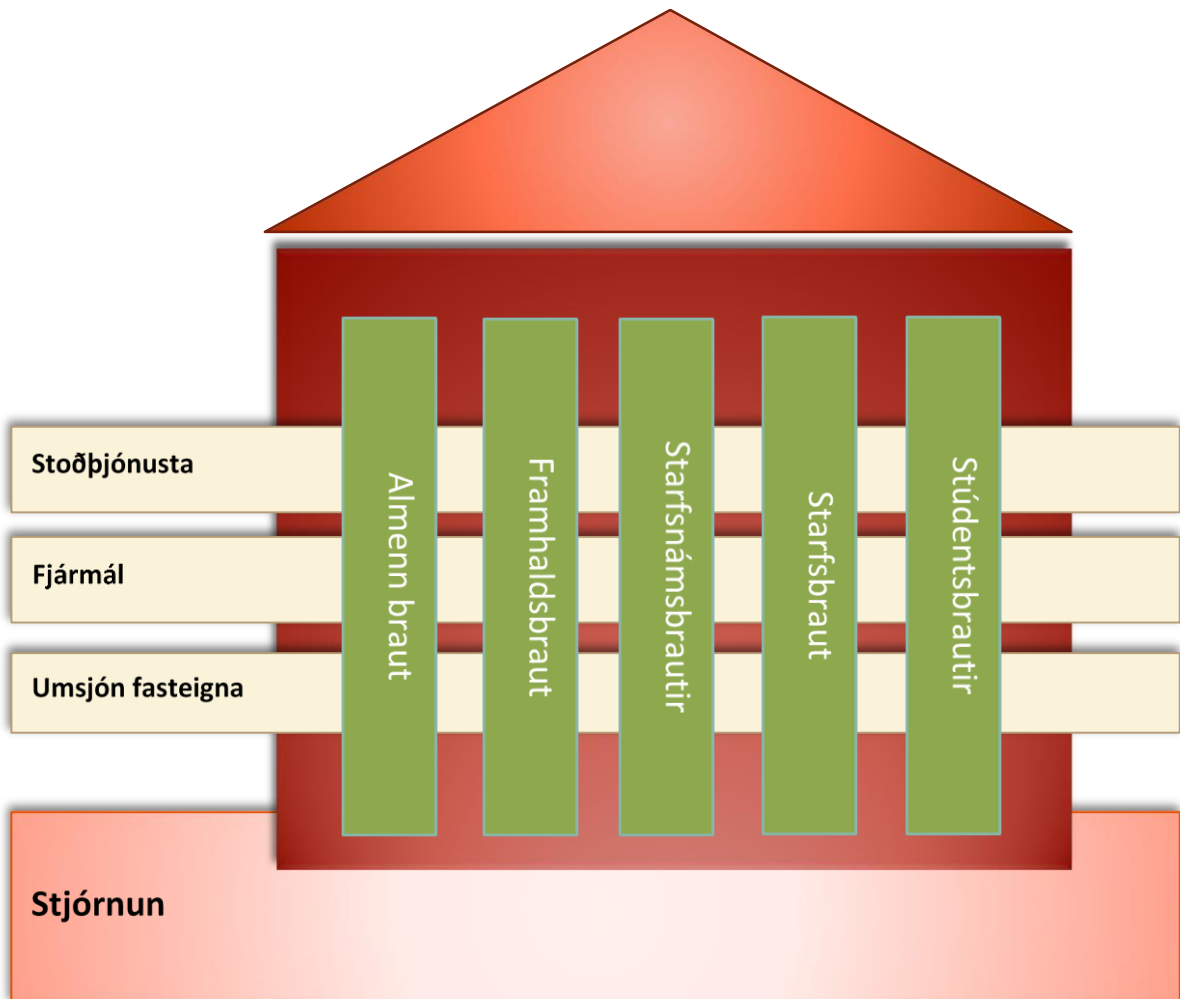 Stoðþjónusta
Fjármál
Umsjón fasteigna
Almenn braut
Framhaldsbraut
Starfsnámsbrautir
Starfsbraut
Stúdentsbrautir
Stjórnun